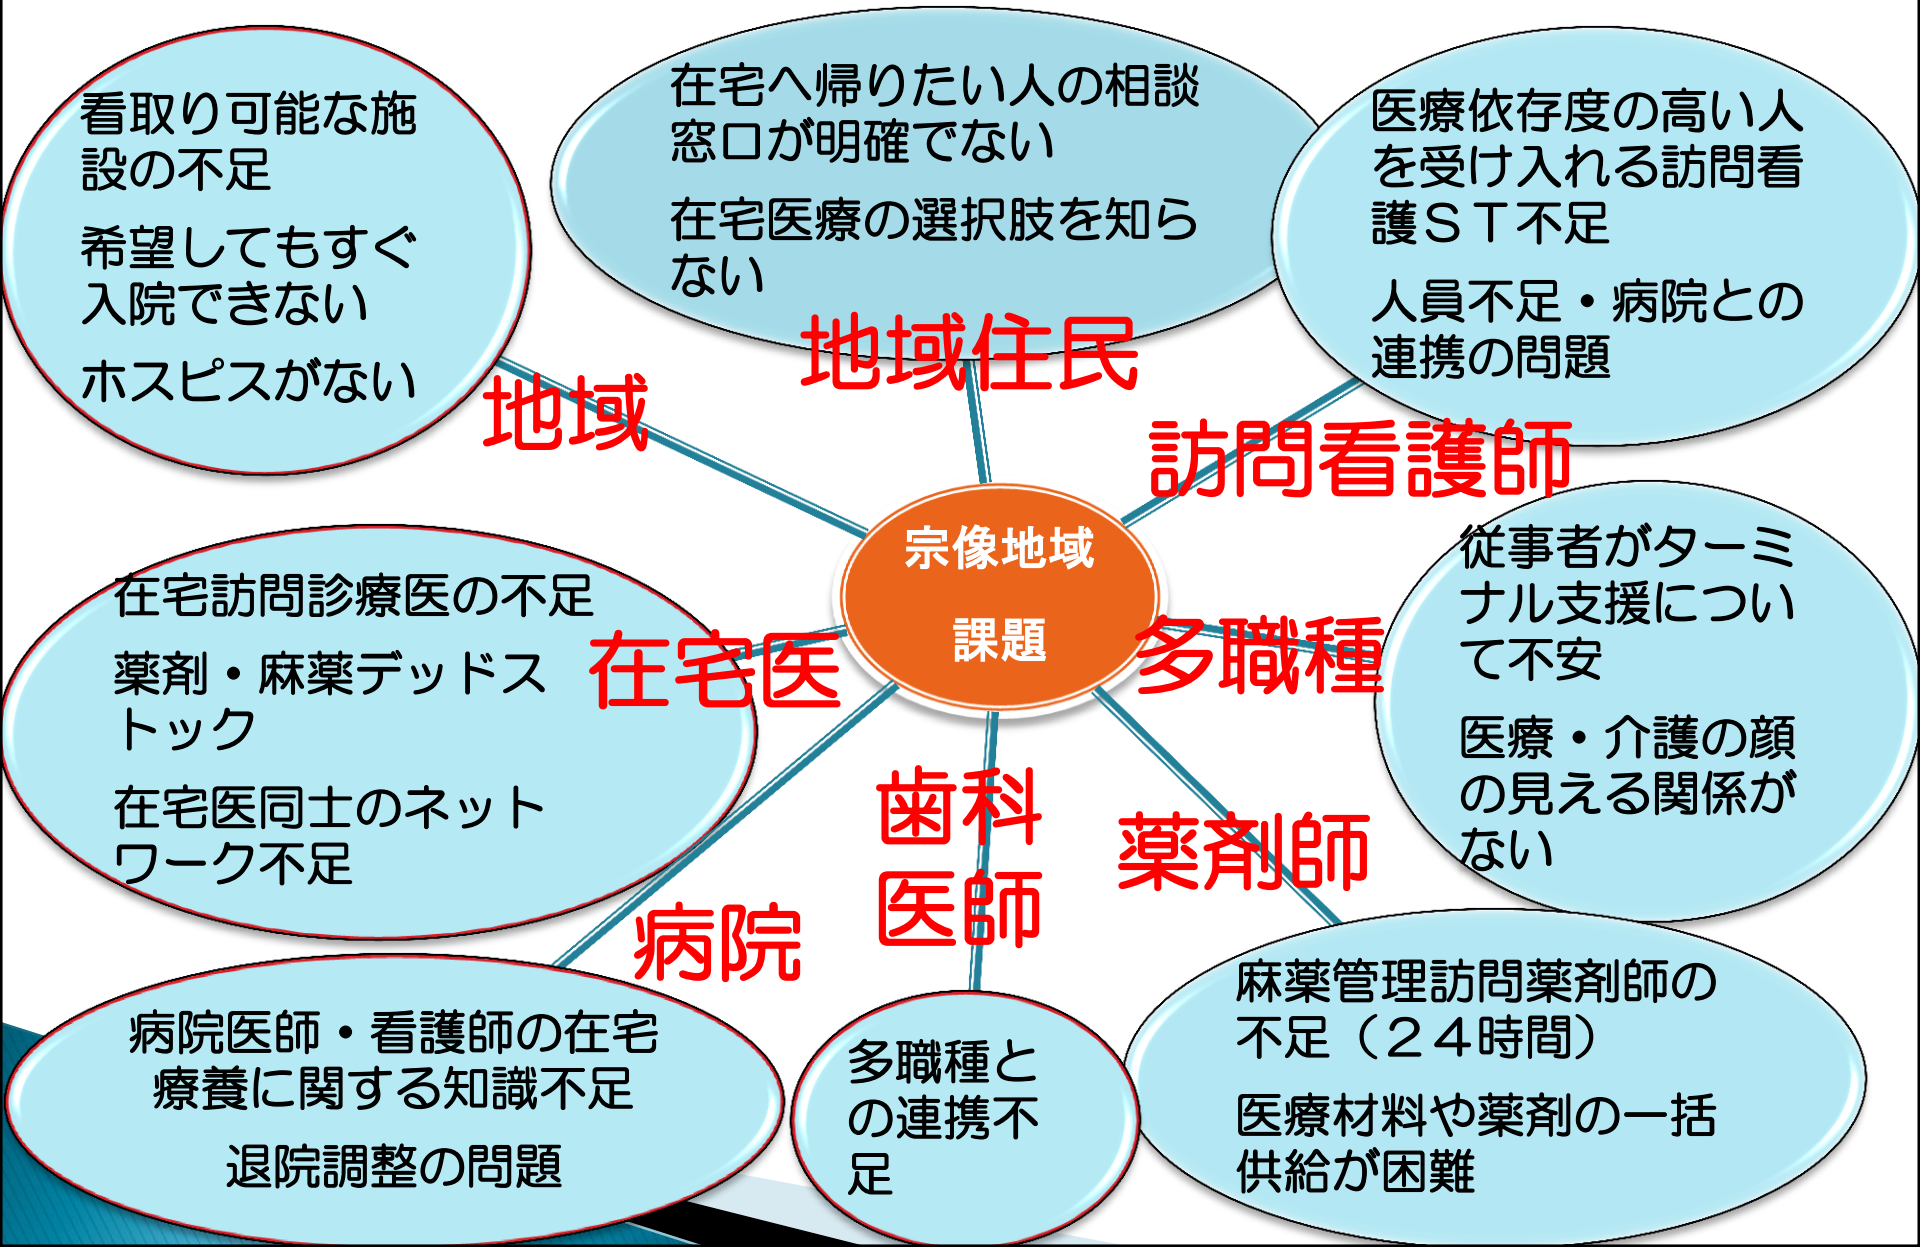 看取り可能な施
設の不足
希望してもすぐ
入院できない
ホスピスがない
地域
在宅へ帰りたい人の相談
窓口が明確でない
在宅医療の選択肢を知ら
ない
地域住民
医療依存度の高い人
を受け入れる訪問看
護ＳＴ不足
人員不足・病院との
連携の問題
訪問看護師
宗像地域
課題
在宅訪問診療医の不足
薬剤・麻薬デッドス
トック
在宅医同士のネット
ワーク不足
在宅医
従事者がターミ
ナル支援につい
て不安
医療・介護の顔
の見える関係が
ない
多職種
病院
病院医師・看護師の在宅
療養に関する知識不足
退院調整の問題
歯科
医師
多職種と
の連携不
足
薬剤師
麻薬管理訪問薬剤師の
不足（２４時間）
医療材料や薬剤の一括
供給が困難